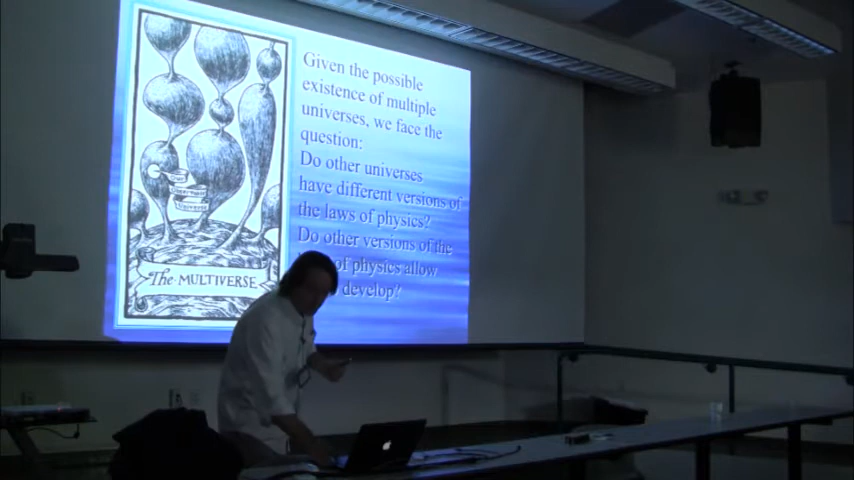 Given the possible
existence of multiple
universes, we face the
question:
Do other universes
have different versions of
the laws of physics?
Do other versions of the
of physics allow
develop?
The MULTIVERSE